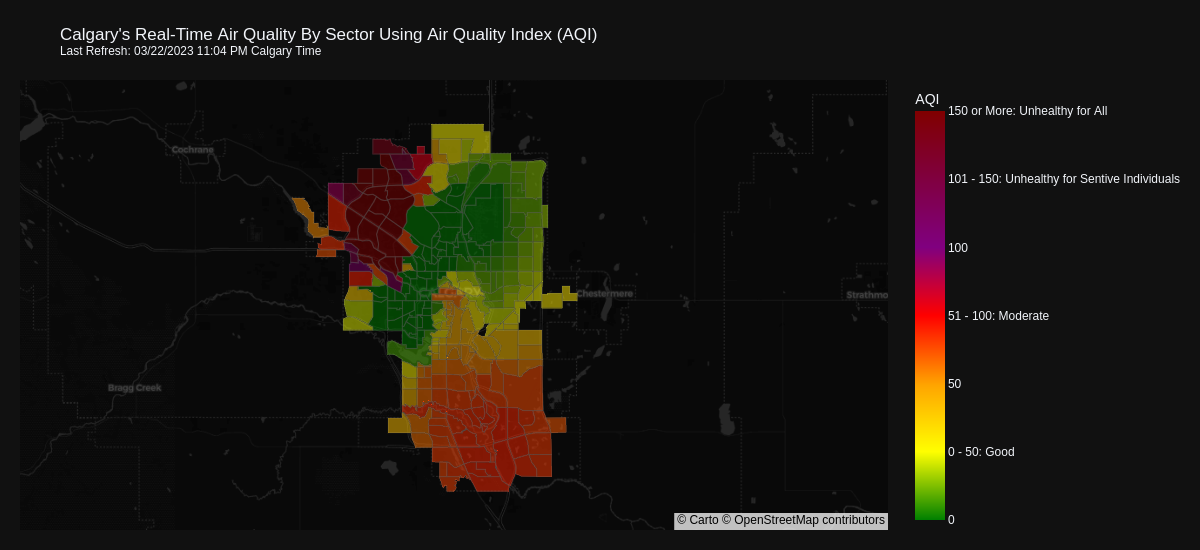 Calgary's Real-Time Air Quality By Sector Using Air Quality Index (AQI)
Last Refresh: 03/22/2023 11:04 PM Calgary Time
AQI
150 or More: Unhealthy for All
Cochrane
101 - 150: Unhealthy for Sentive Individuals
100
Chestermere
Strathmo
51 - 100: Moderate
Bragg Creek
50
0 - 50: Good
0
© Carto © OpenStreetMap contributors